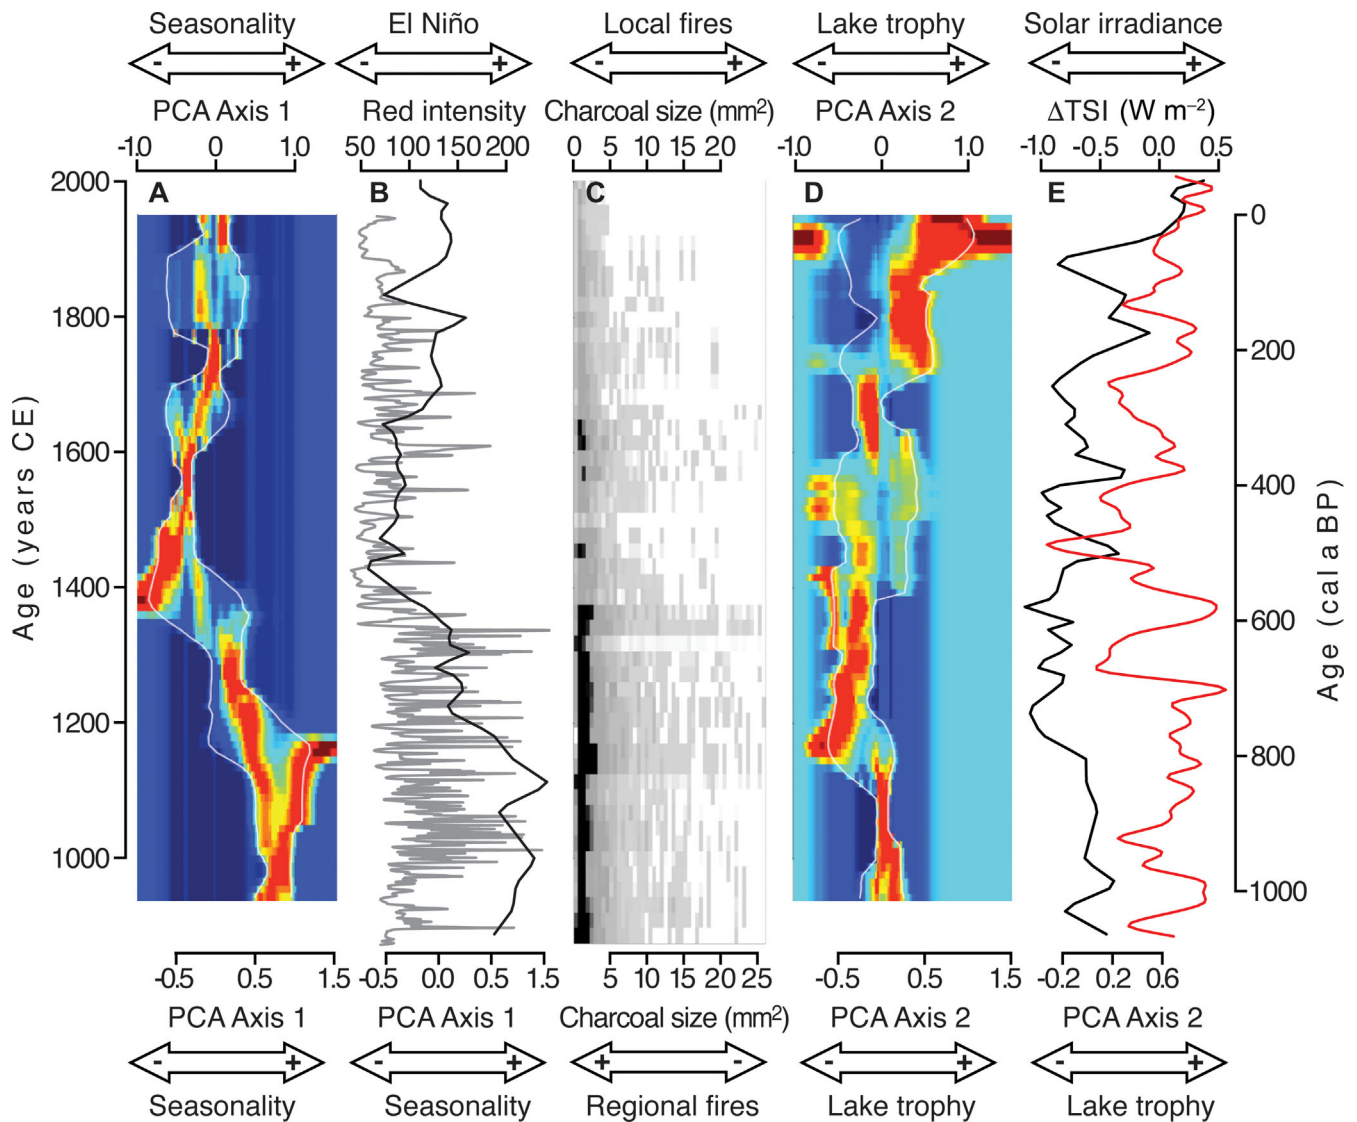 Seasonality El Niño Local fires Lake trophy Solar irradiance
- + - + - + - + - +
PCA Axis 1 Red intensity Charcoal size (mm²) PCA Axis 2 ΔTSI (W m⁻²)
-1.0 0 1.0 50 100 150 200 0 5 10 15 20 -1.0 0 1.0 -1.0 -0.5 0.0 0.5
A B C D E
2000
1800
1600
1400
1200
1000
Age (years CE)
0
200
400
600
800
1000
Age (cal a BP)
-0.5 0.5 1.5 -0.5 0.0 0.5 1.5 5 10 15 20 25 -0.5 0.5 1.5 -0.2 0.2 0.6
PCA Axis 1 PCA Axis 1 Charcoal size (mm²) PCA Axis 2 PCA Axis 2
- + - + + - - + - +
Seasonality Seasonality Regional fires Lake trophy Lake trophy